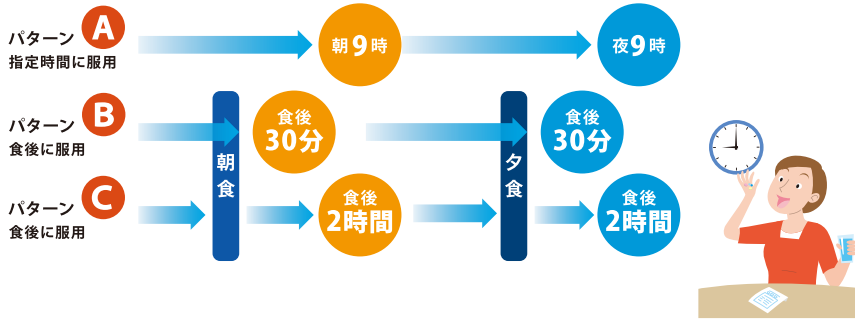 パターン A
指定時間に服用
朝9時
夜9時
パターン B
食後に服用
食後
30分
食後
30分
朝食
夕食
パターン C
食後に服用
食後
2時間
食後
2時間